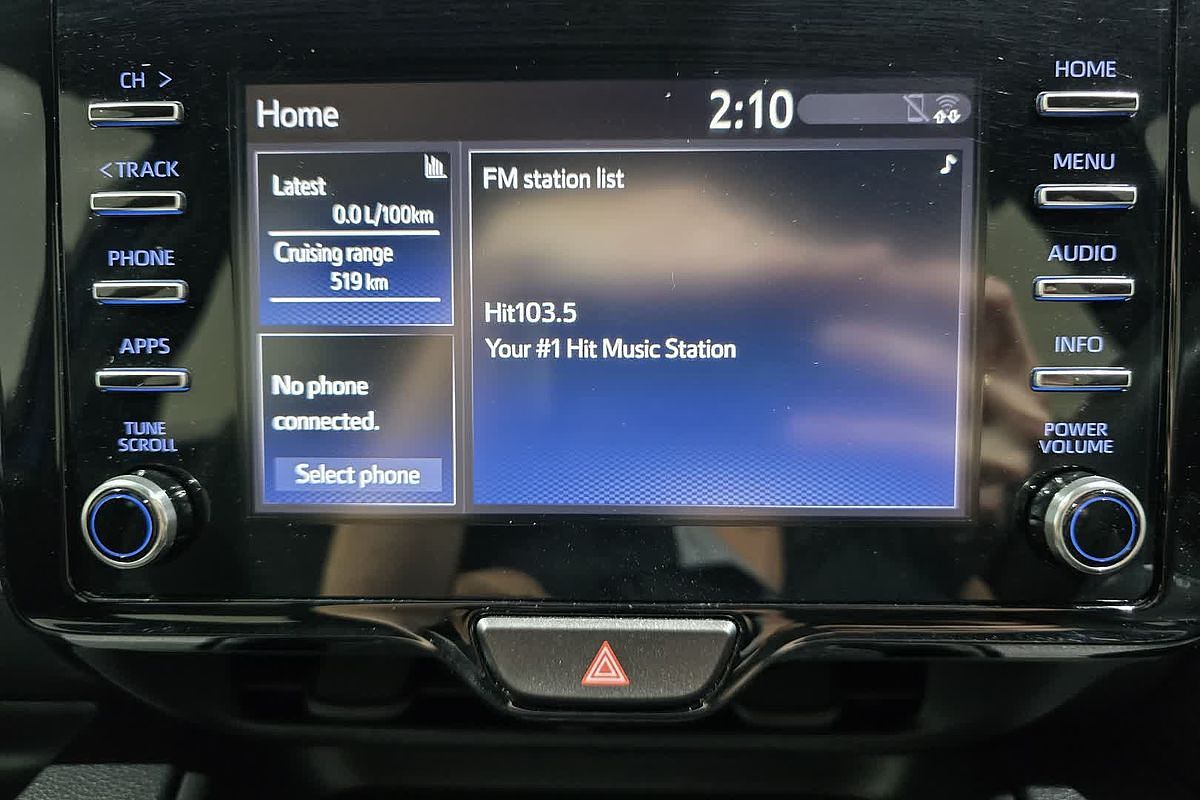 CH >
< TRACK
PHONE
APPS
TUNE
SCROLL
Home
2:10
Latest
0.0 L/100km
Cruising range
519 km
No phone
connected.
Select phone
FM station list
Hit103.5
Your #1 Hit Music Station
HOME
MENU
AUDIO
INFO
POWER
VOLUME